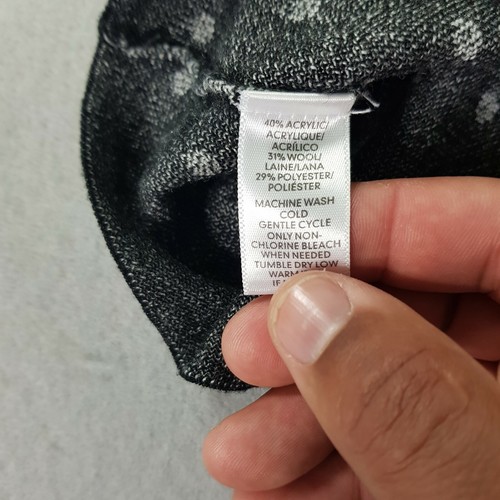 40% ACRYLIC/
ACRYLIQUE/
ACRÍLICO
31% WOOL/
LAINE/LANA
29% POLYESTER/
POLIÉSTER
MACHINE WASH
COLD
GENTLE CYCLE
ONLY NON-
CHLORINE BLEACH
WHEN NEEDED
TUMBLE DRY LOW
WARM